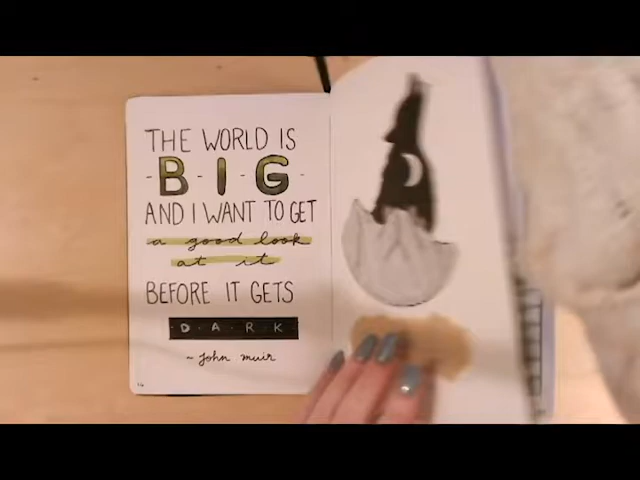 THE WORLD IS
- B - I - G -
AND I WANT TO GET
a good look
at it
BEFORE IT GETS
· D · A · R · K ·
~ John muir